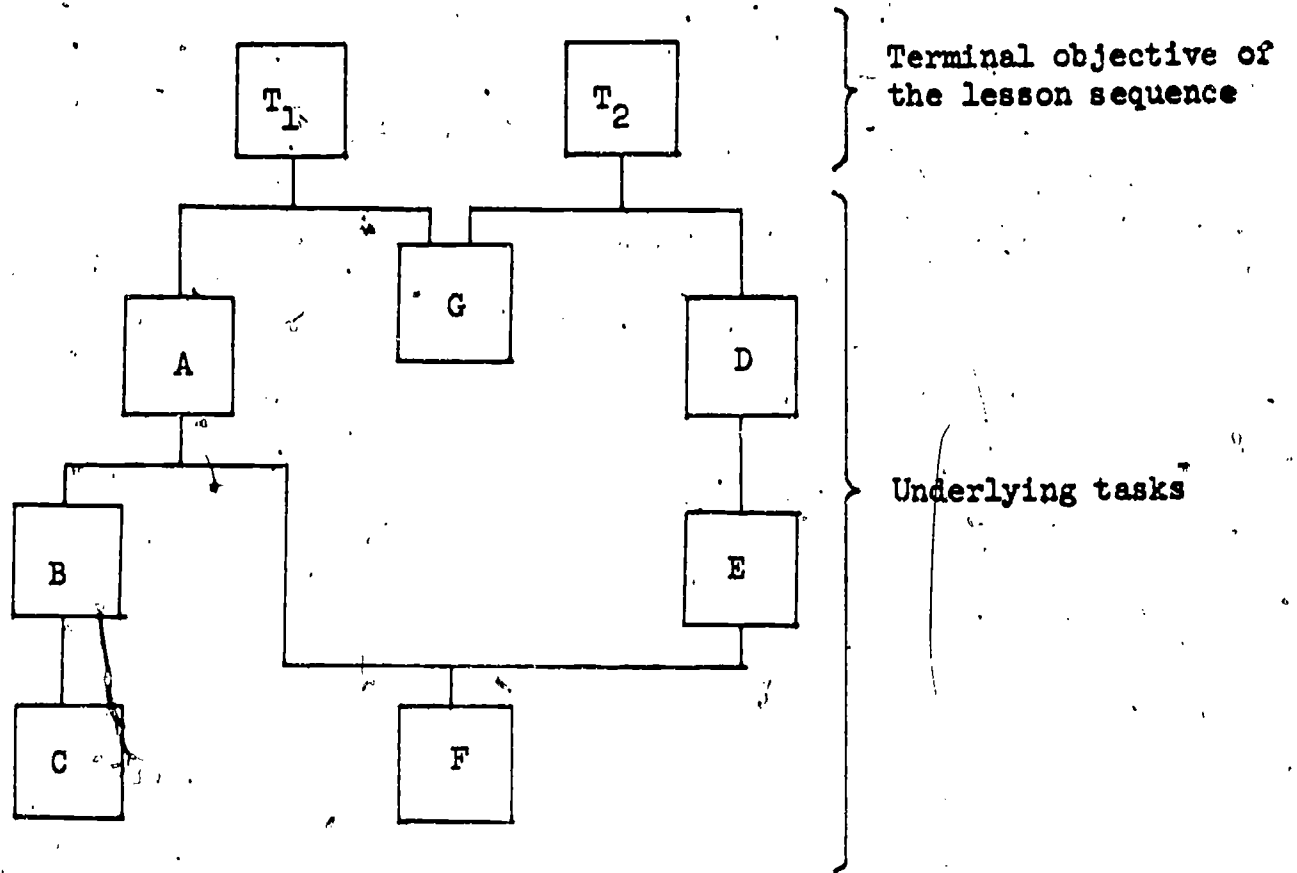 T1
T2
Terminal objective of
the lesson sequence
G
A
D
Underlying tasks
B
E
C
F